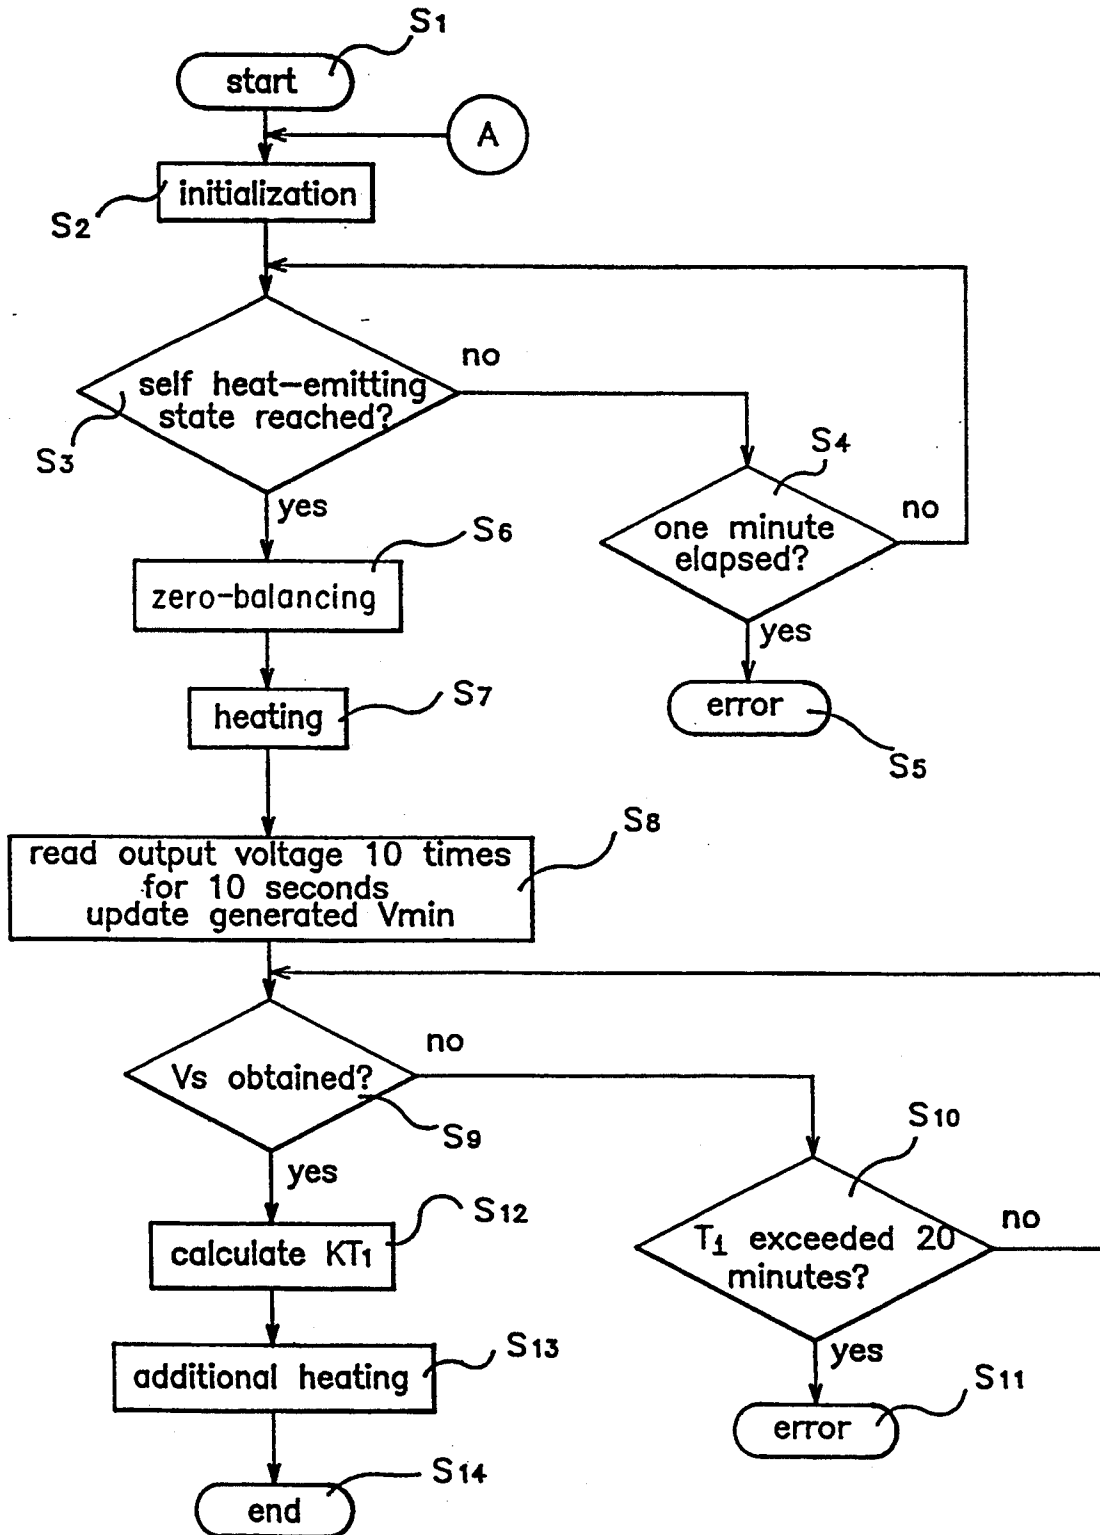 S1
start
A
initialization
S2
self heat-emitting
state reached?
no
S3
yes
S4
one minute
elapsed?
no
yes
error
S5
S6
zero-balancing
S7
heating
S8
read output voltage 10 times
for 10 seconds
update generated Vmin
Vs obtained?
no
S9
yes
S10
T1 exceeded 20
minutes?
no
yes
S11
error
S12
calculate KT1
S13
additional heating
S14
end